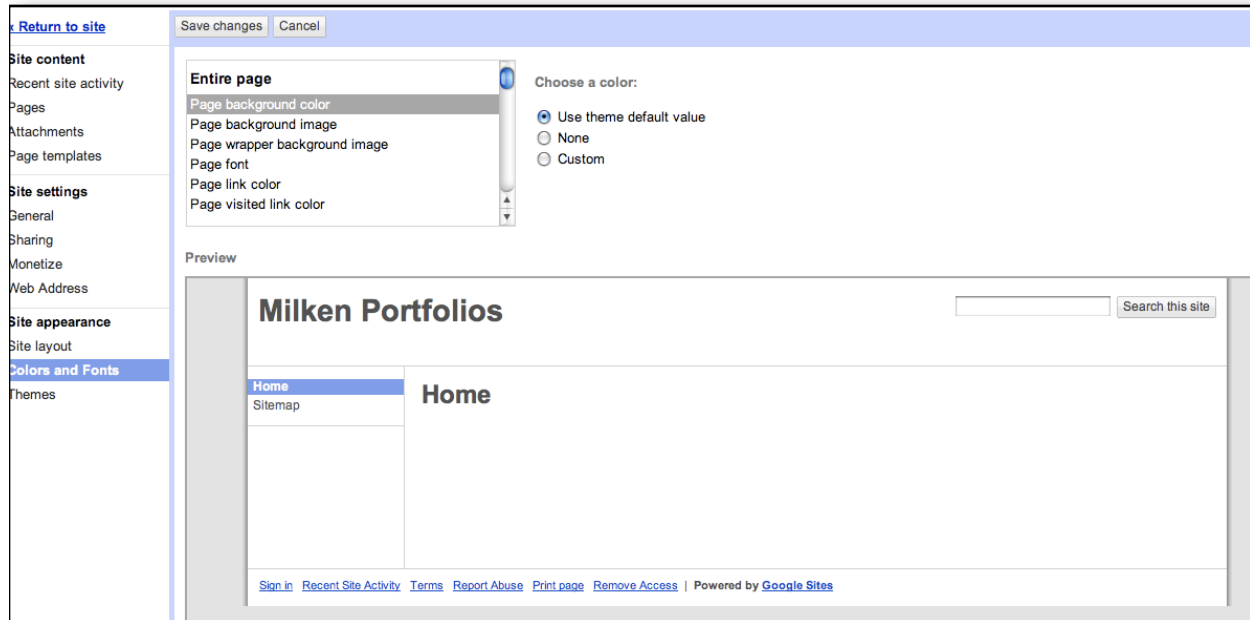 ‹ Return to site
Site content
Recent site activity
Pages
Attachments
Page templates
Site settings
General
Sharing
Monetize
Web Address
Site appearance
Site layout
Colors and Fonts
Themes
Save changes Cancel
Entire page
Page background color
Page background image
Page wrapper background image
Page font
Page link color
Page visited link color
Choose a color:
Use theme default value
None
Custom
Preview
Milken Portfolios
Search this site
Home
Sitemap
Home
Sign in Recent Site Activity Terms Report Abuse Print page Remove Access | Powered by Google Sites